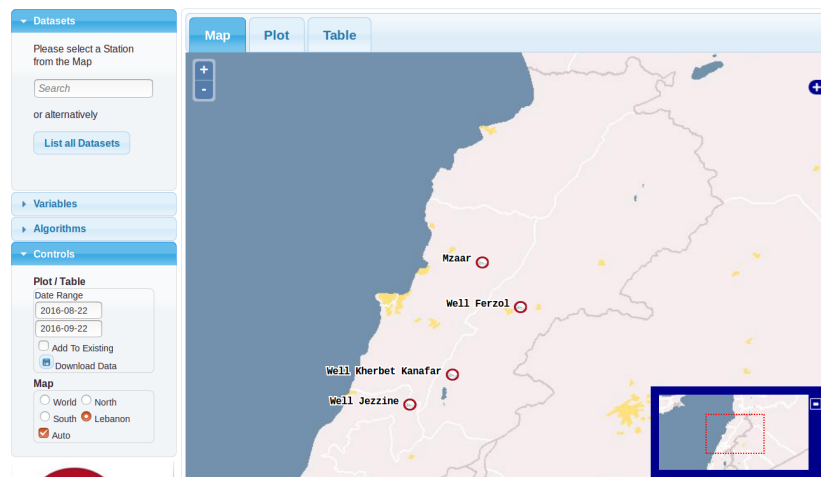 Datasets
Please select a Station
from the Map
Search
or alternatively
List all Datasets
Variables
Algorithms
Controls
Plot / Table
Date Range
2016-08-22
2016-09-22
Add To Existing
Download Data
Map
World North
South Lebanon
Auto
Map Plot Table
+
-
Mzaar
Well Ferzol
Well Kherbet Kanafar
Well Jezzine